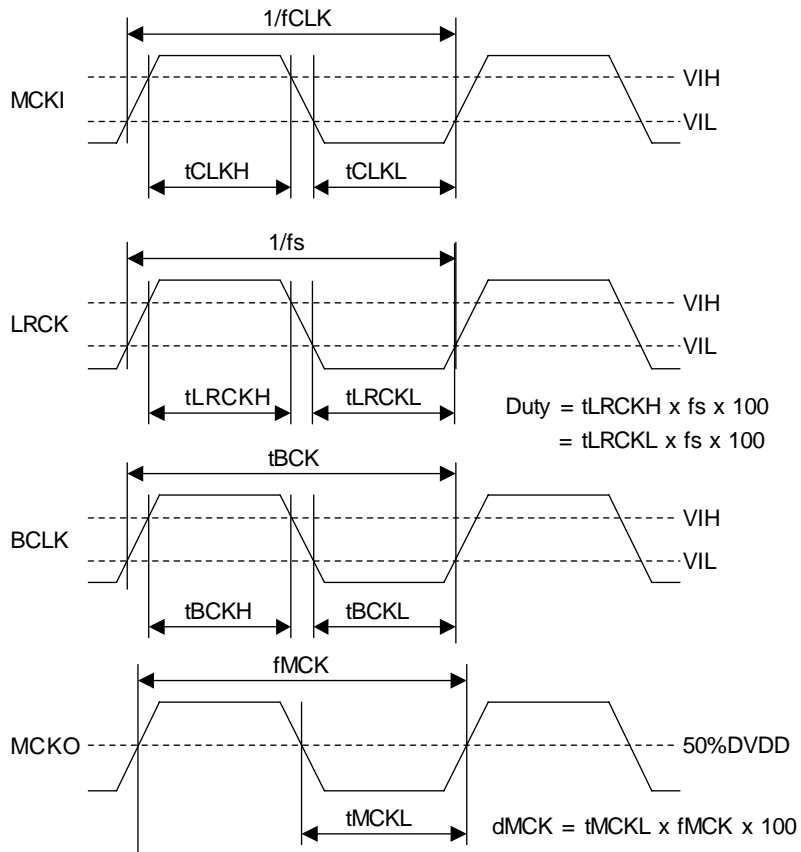 1/fCLK
MCKI
VIH
VIL
tCLKH
tCLKL
1/fs
LRCK
VIH
VIL
tLRCKH
tLRCKL
Duty = tLRCKH x fs x 100
= tLRCKL x fs x 100
tBCK
BCLK
VIH
VIL
tBCKH
tBCKL
fMCK
MCKO
50%DVDD
tMCKL
dMCK = tMCKL x fMCK x 100